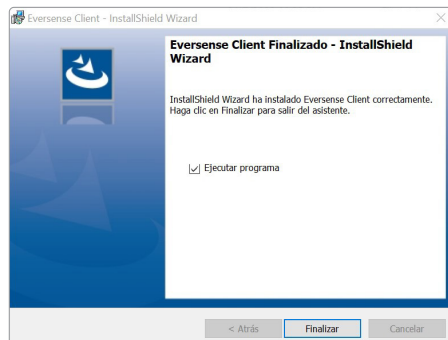 Eversense Client - InstallShield Wizard
Eversense Client Finalizado - InstallShield
Wizard
InstallShield Wizard ha instalado Eversense Client correctamente.
Haga clic en Finalizar para salir del asistente.
Ejecutar programa
< Atrás
Finalizar
Cancelar